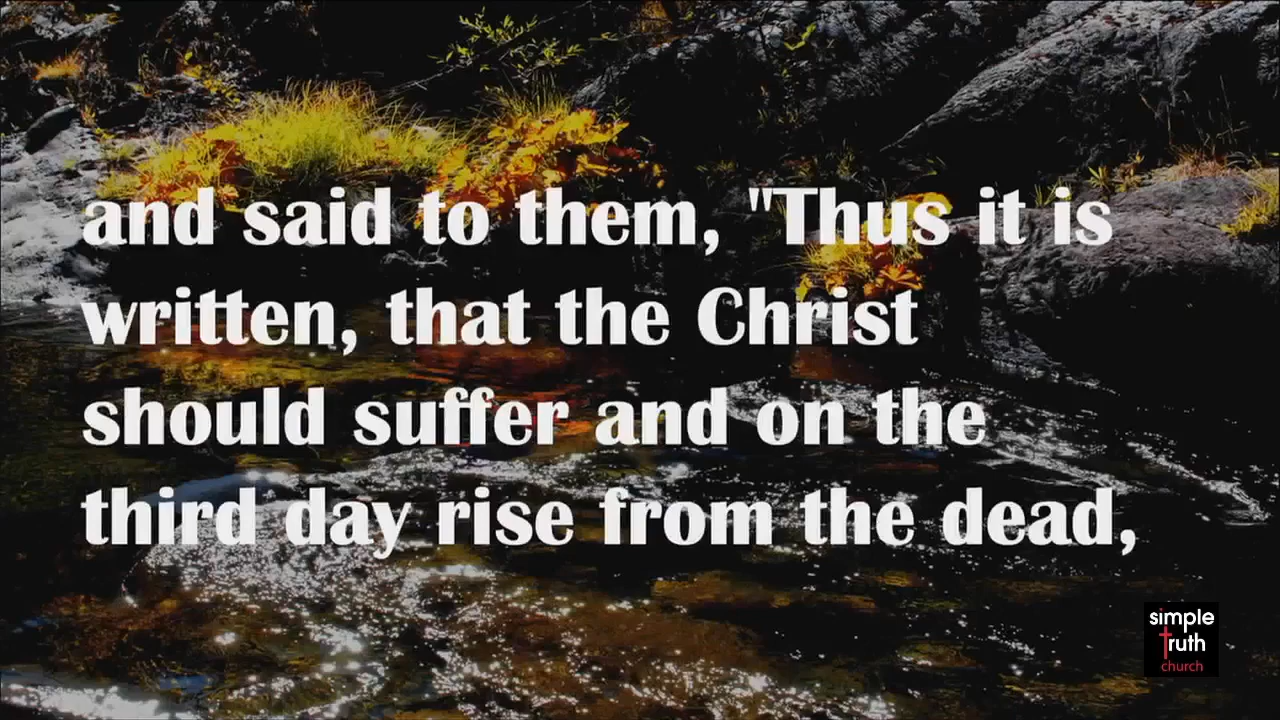 and said to them, "Thus it is
written, that the Christ
should suffer and on the
third day rise from the dead,
simple
truth
church